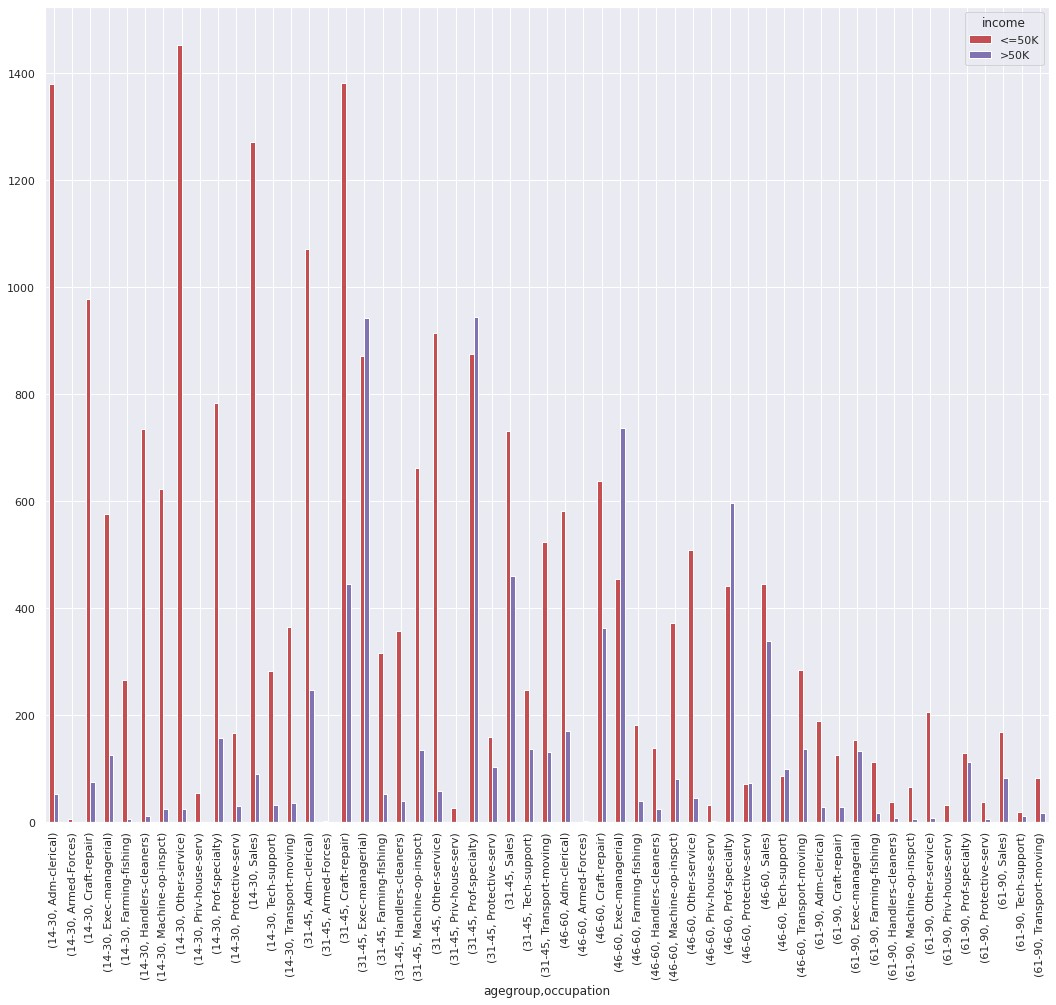 income
<=50K
>50K
1400
1200
1000
800
600
400
200
0
(14-30, Adm-clerical)
(14-30, Armed-Forces)
(14-30, Craft-repair)
(14-30, Exec-managerial)
(14-30, Farming-fishing)
(14-30, Handlers-cleaners)
(14-30, Machine-op-inspct)
(14-30, Other-service)
(14-30, Priv-house-serv)
(14-30, Prof-specialty)
(14-30, Protective-serv)
(14-30, Sales)
(14-30, Tech-support)
(14-30, Transport-moving)
(31-45, Adm-clerical)
(31-45, Armed-Forces)
(31-45, Craft-repair)
(31-45, Exec-managerial)
(31-45, Farming-fishing)
(31-45, Handlers-cleaners)
(31-45, Machine-op-inspct)
(31-45, Other-service)
(31-45, Priv-house-serv)
(31-45, Prof-specialty)
(31-45, Protective-serv)
(31-45, Sales)
(31-45, Tech-support)
(31-45, Transport-moving)
(46-60, Adm-clerical)
(46-60, Armed-Forces)
(46-60, Craft-repair)
(46-60, Exec-managerial)
(46-60, Farming-fishing)
(46-60, Handlers-cleaners)
(46-60, Machine-op-inspct)
(46-60, Other-service)
(46-60, Priv-house-serv)
(46-60, Prof-specialty)
(46-60, Protective-serv)
(46-60, Sales)
(46-60, Tech-support)
(46-60, Transport-moving)
(61-90, Adm-clerical)
(61-90, Craft-repair)
(61-90, Exec-managerial)
(61-90, Farming-fishing)
(61-90, Handlers-cleaners)
(61-90, Machine-op-inspct)
(61-90, Other-service)
(61-90, Priv-house-serv)
(61-90, Prof-specialty)
(61-90, Protective-serv)
(61-90, Sales)
(61-90, Tech-support)
(61-90, Transport-moving)
agegroup,occupation